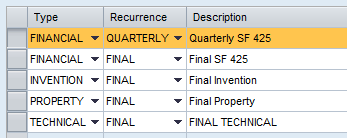 Type Recurrence Description
FINANCIAL QUARTERLY Quarterly SF 425
FINANCIAL FINAL Final SF 425
INVENTION FINAL Final Invention
PROPERTY FINAL Final Property
TECHNICAL FINAL FINAL TECHNICAL